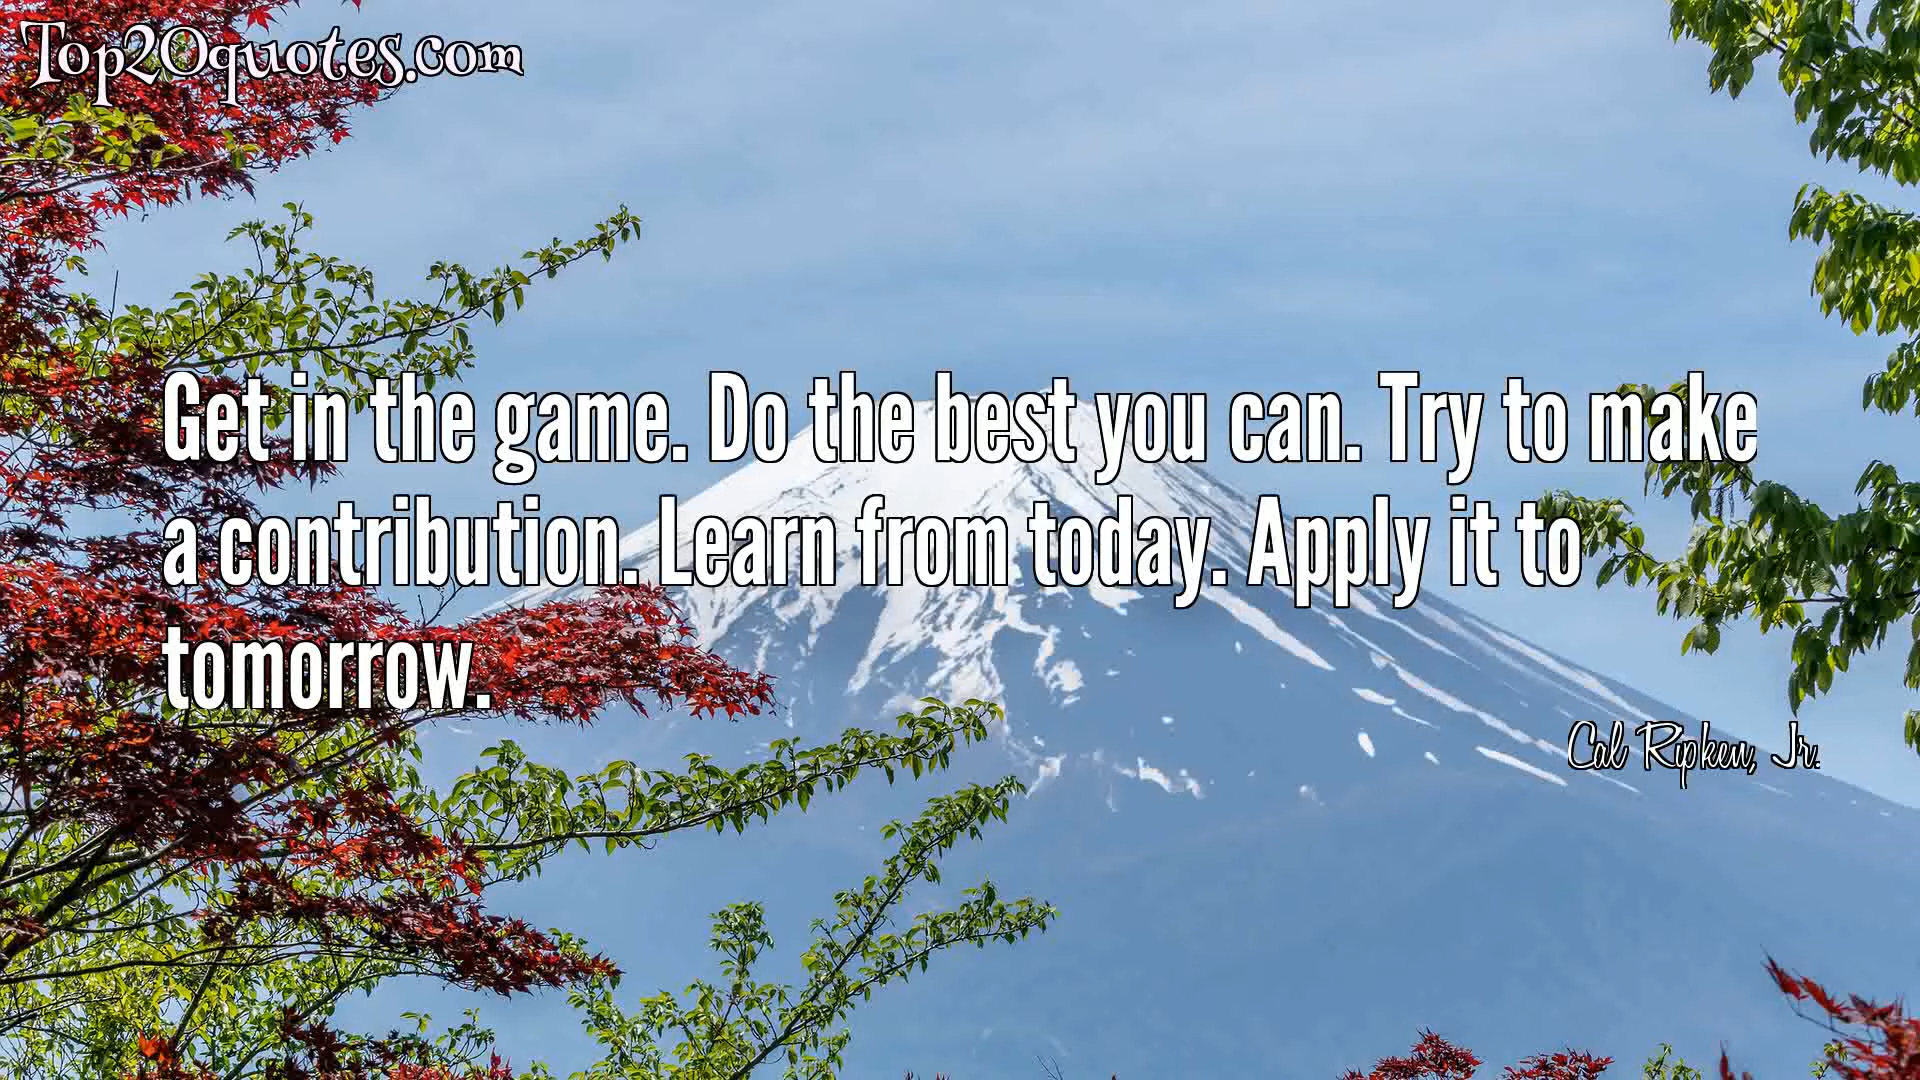 Top20quotes.com
Get in the game. Do the best you can. Try to make
a contribution. Learn from today. Apply it to
tomorrow.
Cal Ripken, Jr.